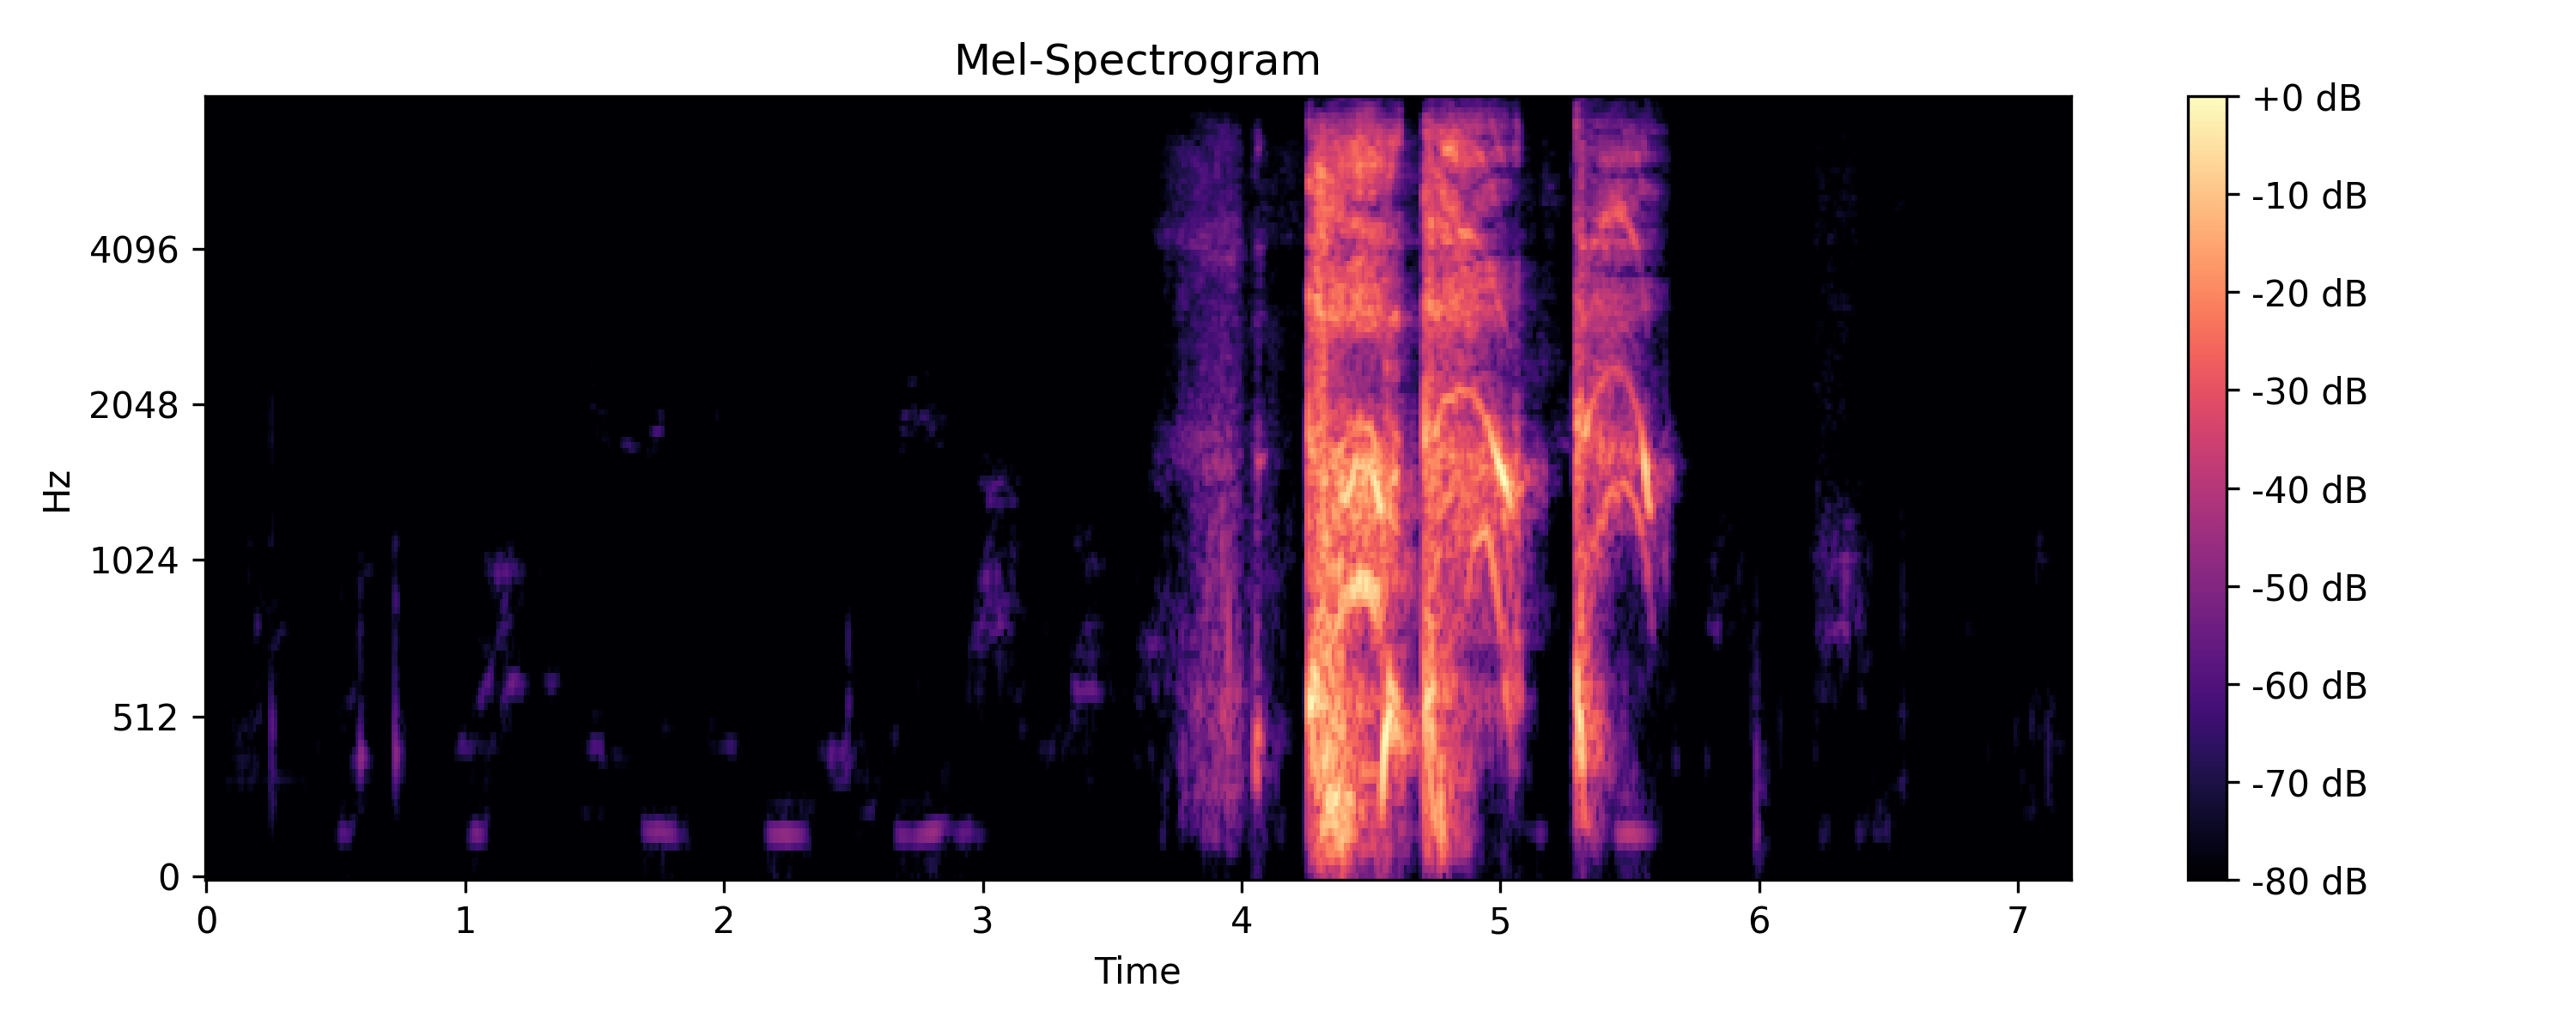 Mel-Spectrogram
+0 dB
-10 dB
-20 dB
-30 dB
-40 dB
-50 dB
-60 dB
-70 dB
-80 dB
Hz
4096
2048
1024
512
0
0 1 2 3 4 5 6 7
Time